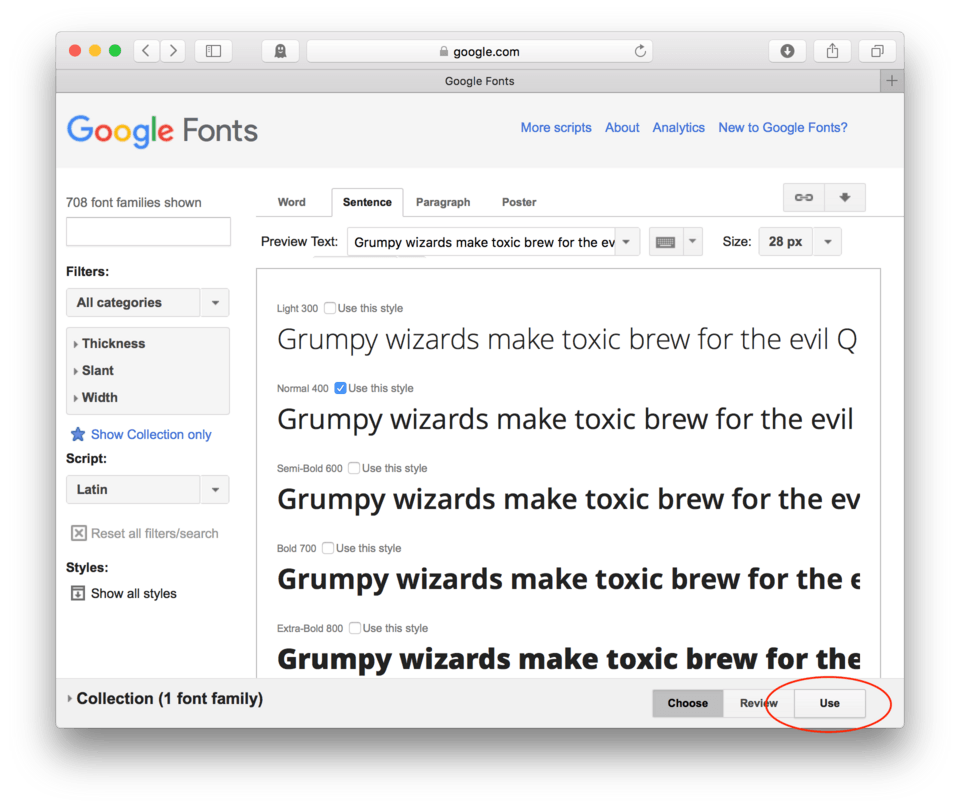 google.com
Google Fonts
Google Fonts
More scripts About Analytics New to Google Fonts?
708 font families shown
Word Sentence Paragraph Poster
Preview Text: Grumpy wizards make toxic brew for the ev Size: 28 px
Filters:
All categories
Thickness
Slant
Width
Show Collection only
Script:
Latin
Reset all filters/search
Styles:
Show all styles
Light 300 Use this style
Grumpy wizards make toxic brew for the evil Q
Normal 400 Use this style
Grumpy wizards make toxic brew for the evil
Semi-Bold 600 Use this style
Grumpy wizards make toxic brew for the ev
Bold 700 Use this style
Grumpy wizards make toxic brew for the e
Extra-Bold 800 Use this style
Grumpy wizards make toxic brew for the
Collection (1 font family)
Choose Review Use